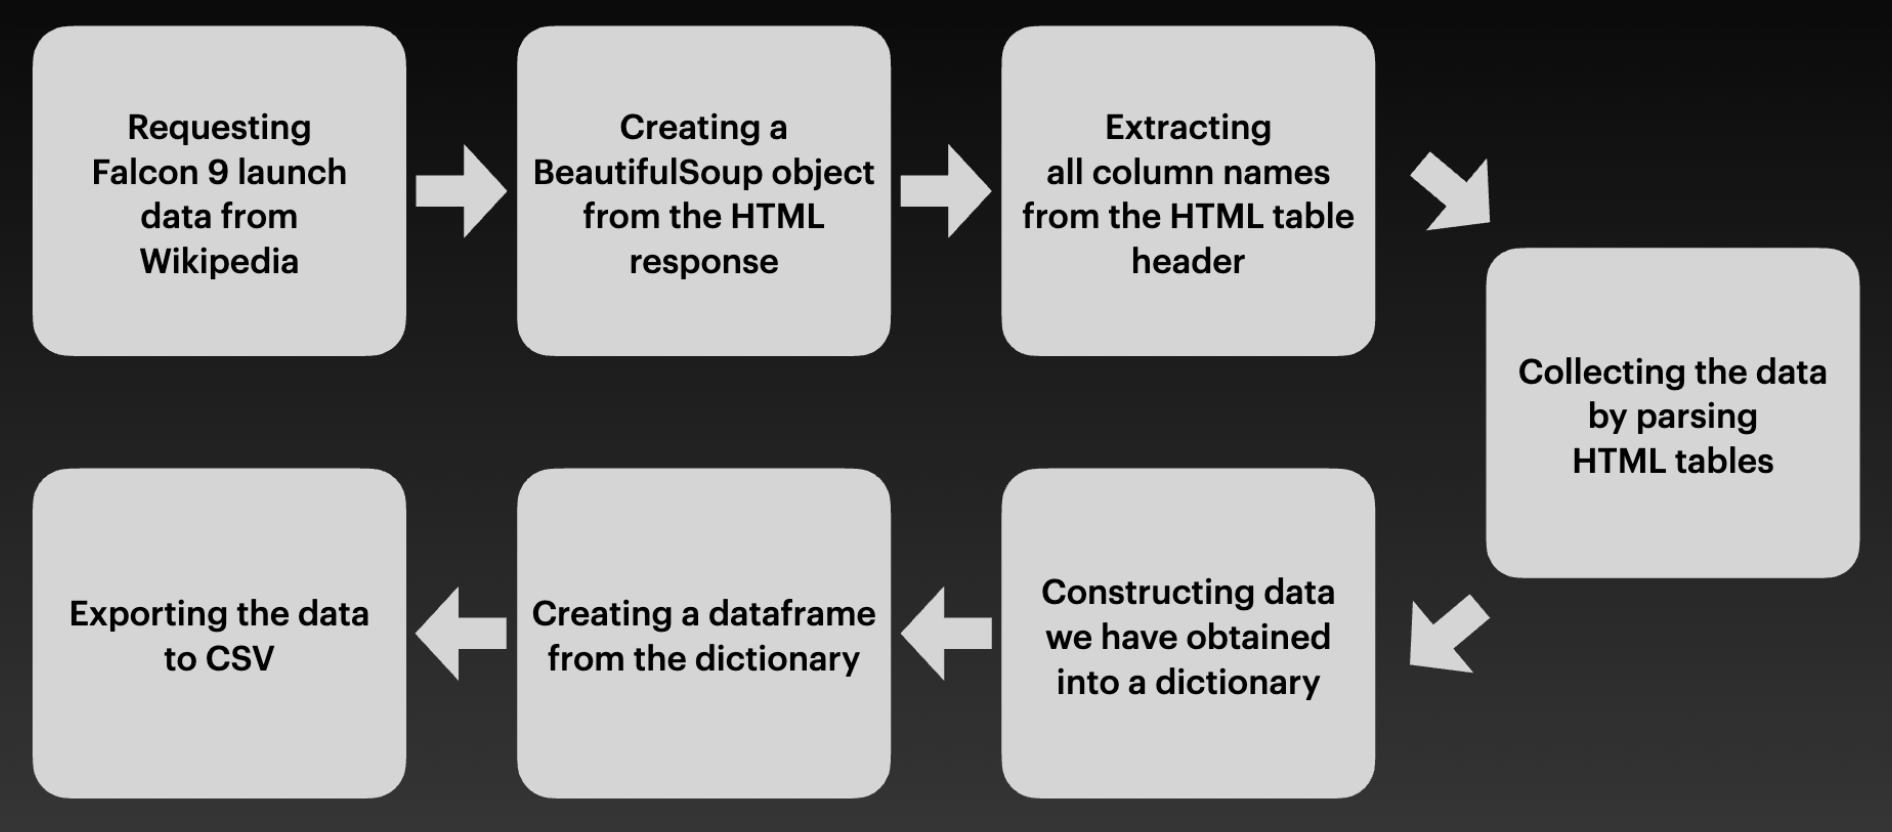 Requesting
Falcon 9 launch
data from
Wikipedia
Creating a
BeautifulSoup object
from the HTML
response
Extracting
all column names
from the HTML table
header
Collecting the data
by parsing
HTML tables
Constructing data
we have obtained
into a dictionary
Creating a dataframe
from the dictionary
Exporting the data
to CSV